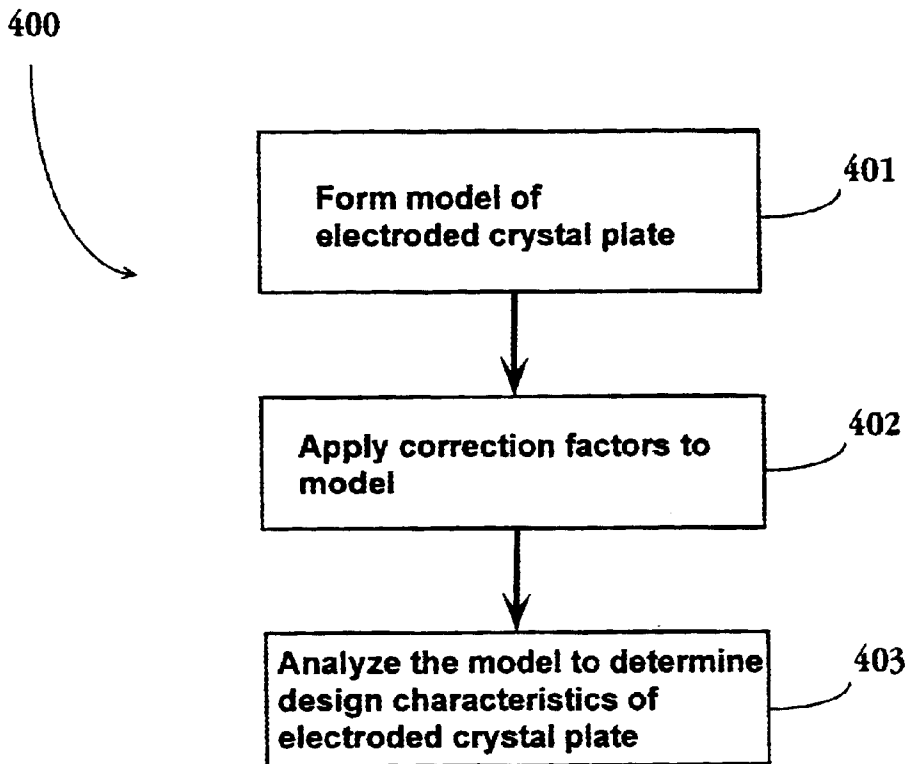 400
Form model of
electroded crystal plate
401
Apply correction factors to
model
402
Analyze the model to determine
design characteristics of
electroded crystal plate
403